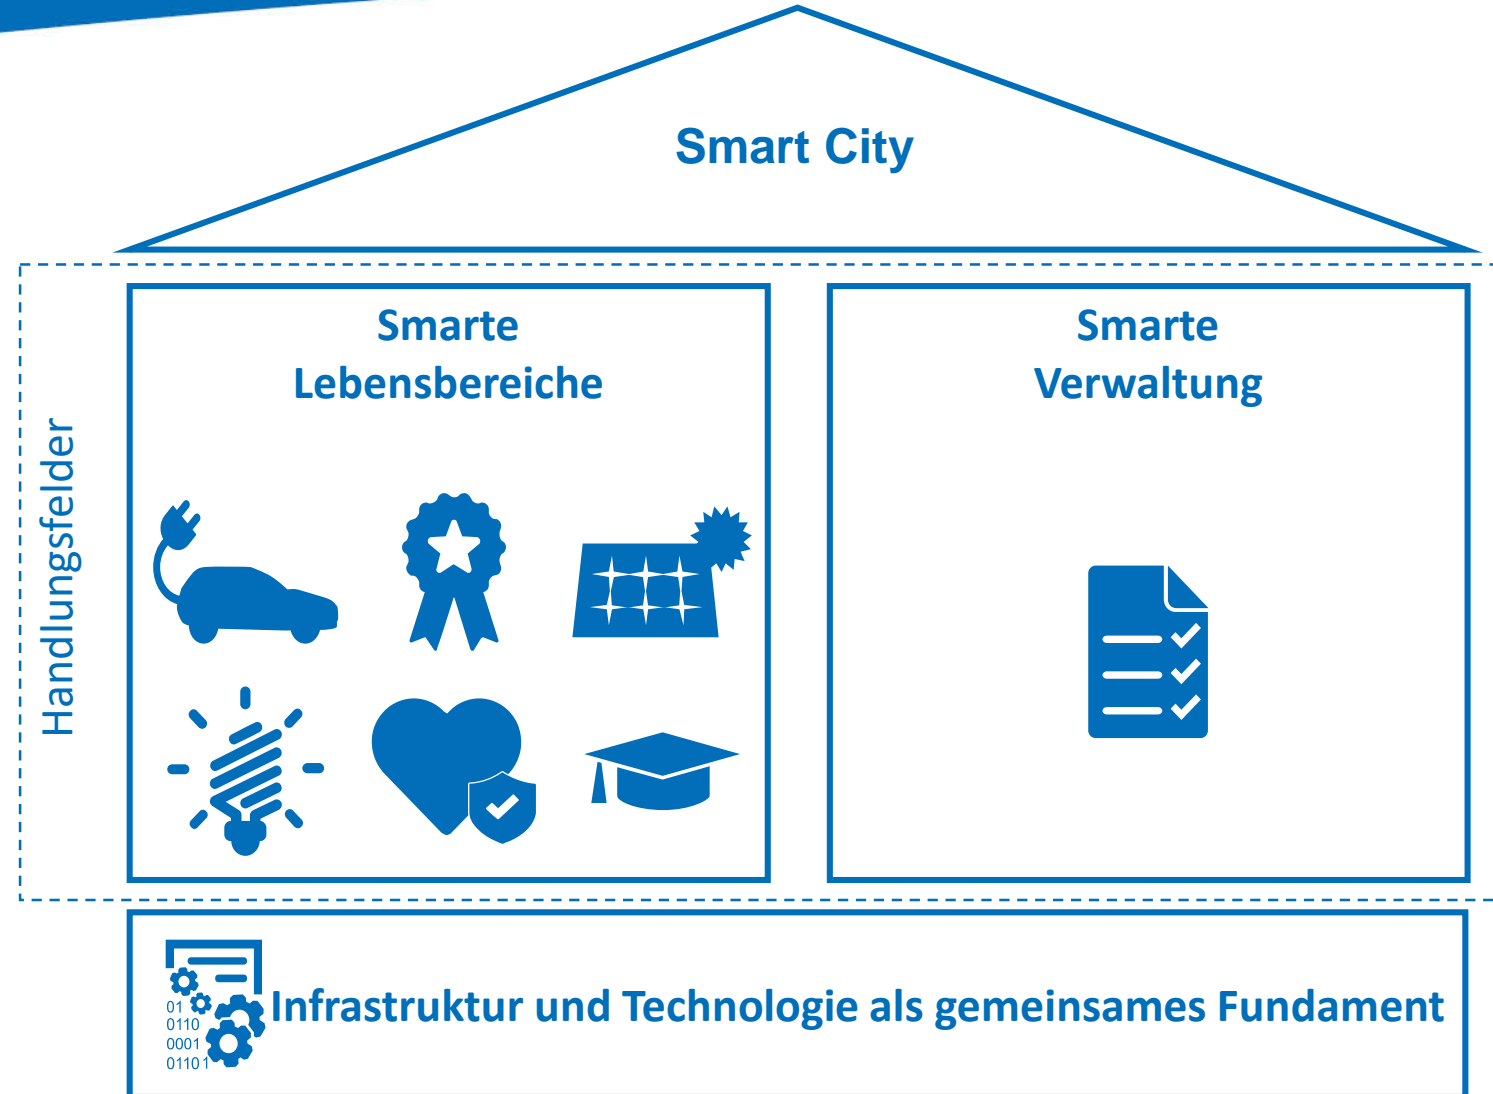 Smart City
Handlungsfelder
Smarte
Lebensbereiche
Smarte
Verwaltung
01
0110
0001
01101
Infrastruktur und Technologie als gemeinsames Fundament